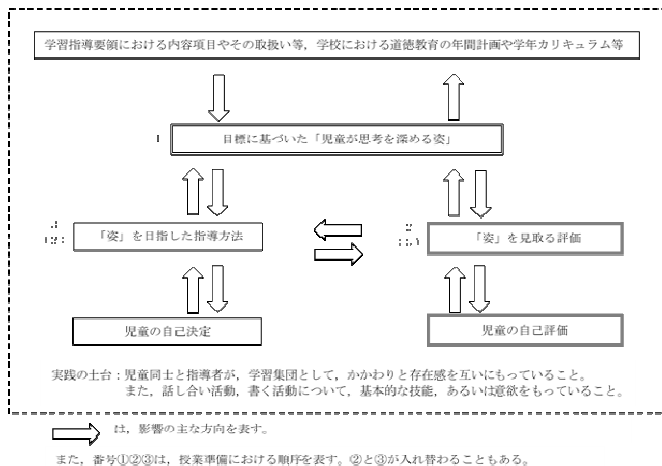 学習指導要領における内容項目やその取扱い等，学校における道徳教育の年間計画や学年カリキュラム等
目標に基づいた「児童が思考を深める姿」
「姿」を目指した指導方法
「姿」を見取る評価
児童の自己決定
児童の自己評価
実践の土台：児童同士と指導者が，学習集団として，かかわりと存在感を互いにもっていること。
また，話し合い活動，書く活動について，基本的な技能，あるいは意欲をもっていること。
は，影響の主な方向を表す。
また，番号①②③は，授業準備における順序を表す。②と③が入れ替わることもある。